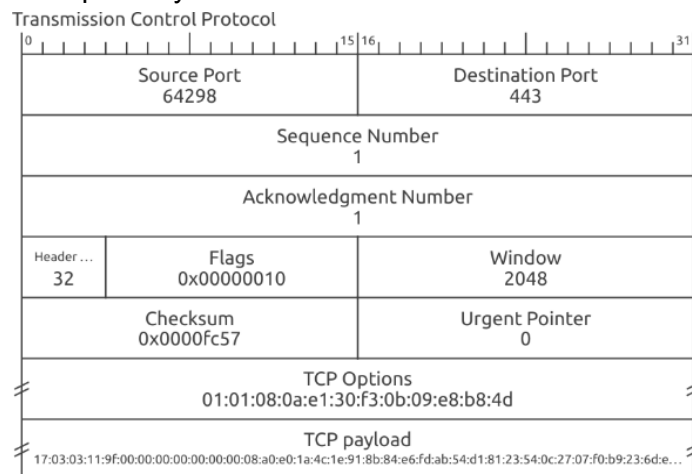 Transmission Control Protocol
0 15 16 31
Source Port Destination Port
64298 443
Sequence Number
1
Acknowledgment Number
1
Header ... Flags Window
32 0x00000010 2048
Checksum Urgent Pointer
0x0000fc57 0
TCP Options
01:01:08:0a:e1:30:f3:0b:09:e8:b8:4d
TCP payload
17:03:03:11:9f:00:00:00:00:00:00:00:08:a0:e0:1a:4c:1e:91:8b:84:e6:fd:ab:54:d1:81:23:54:0c:27:07:f0:b9:23:6d:e...